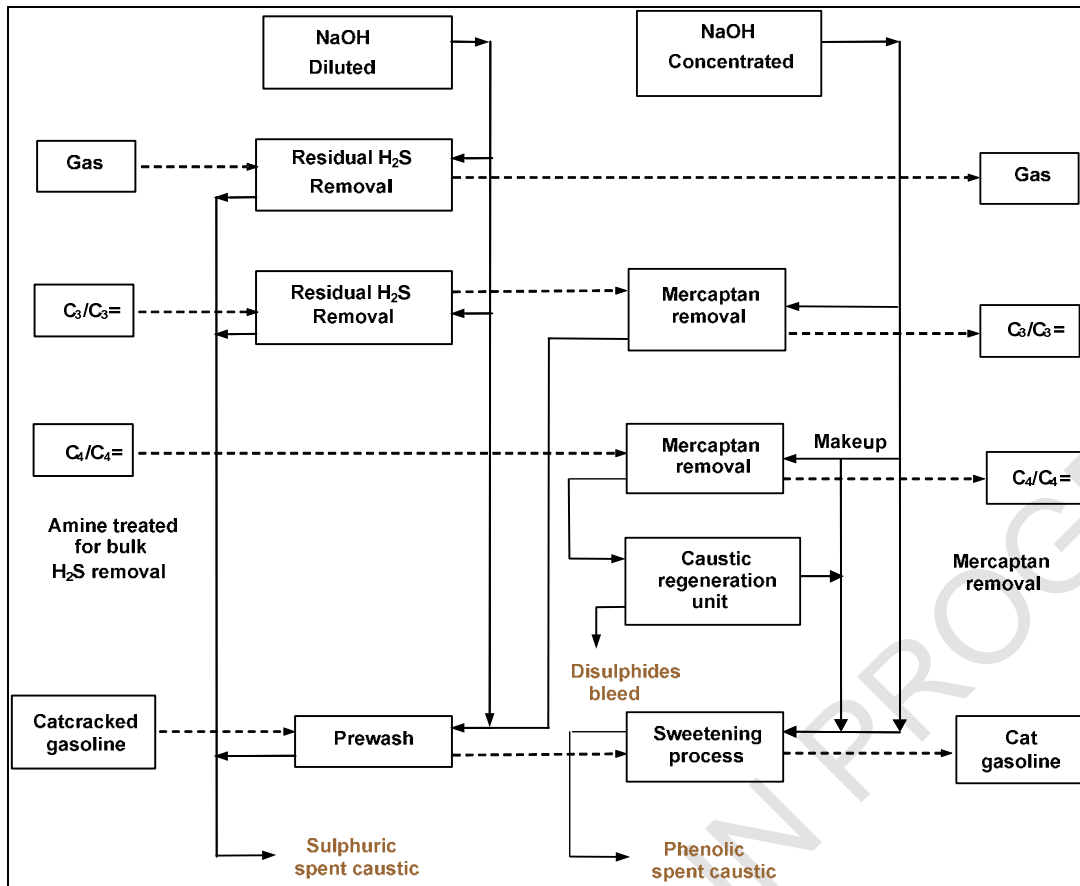 NaOH
Diluted
NaOH
Concentrated
Gas
Residual H₂S
Removal
Gas
C₃/C₃=
Residual H₂S
Removal
Mercaptan
removal
C₃/C₃=
C₄/C₄=
Mercaptan
removal
Makeup
C₄/C₄=
Amine treated
for bulk
H₂S removal
Caustic
regeneration
unit
Mercaptan
removal
Disulphides
bleed
Catcracked
gasoline
Prewash
Sweetening
process
Cat
gasoline
Sulphuric
spent caustic
Phenolic
spent caustic
IN PROG